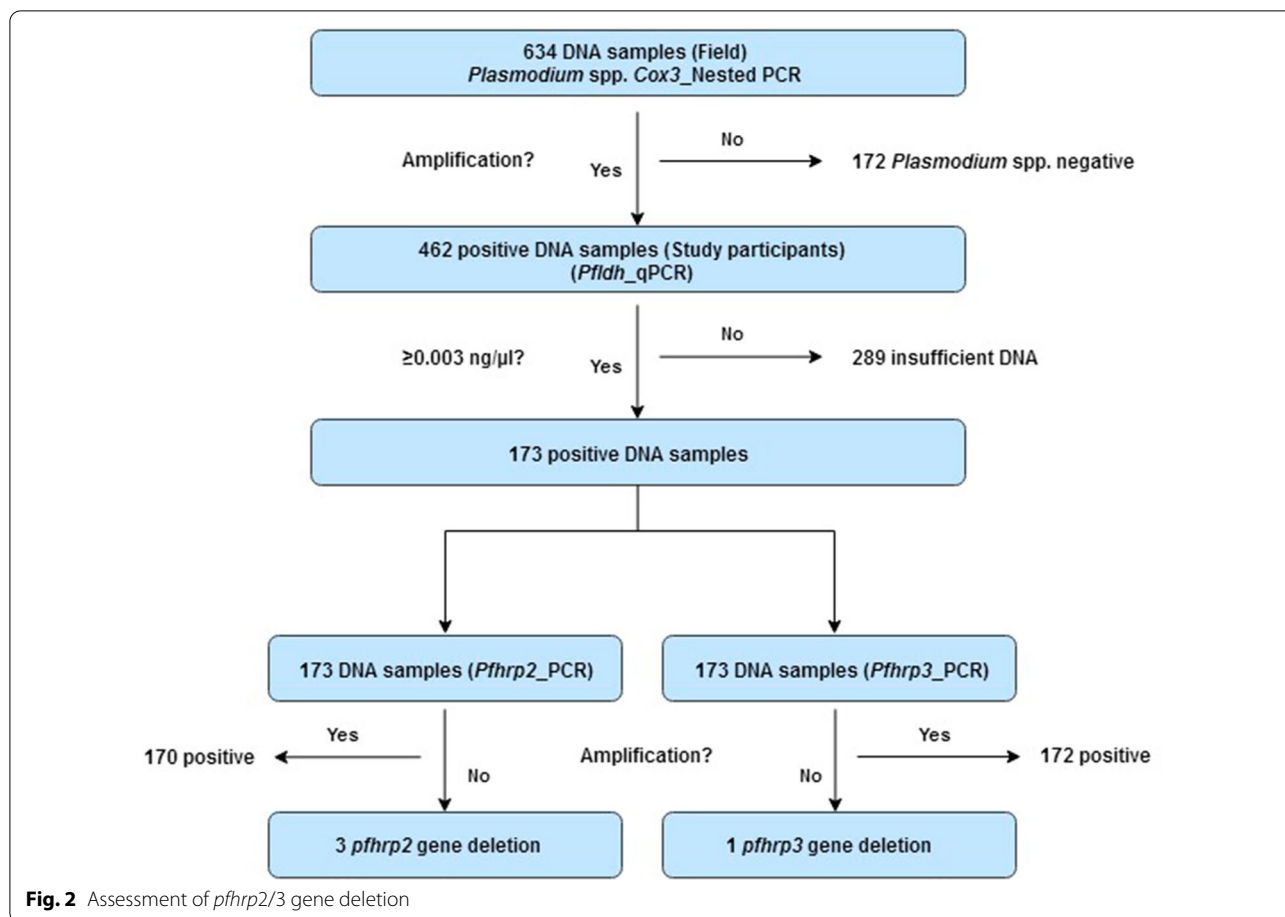 634 DNA samples (Field)
Plasmodium spp. Cox3_Nested PCR
Amplification?
Yes
No
172 Plasmodium spp. negative
462 positive DNA samples (Study participants)
(Pfldh_qPCR)
≥0.003 ng/µl?
Yes
No
289 insufficient DNA
173 positive DNA samples
173 DNA samples (Pfhrp2_PCR)
173 DNA samples (Pfhrp3_PCR)
170 positive
Yes
No
Amplification?
No
Yes
172 positive
3 pfhrp2 gene deletion
1 pfhrp3 gene deletion
Fig. 2 Assessment of pfhrp2/3 gene deletion